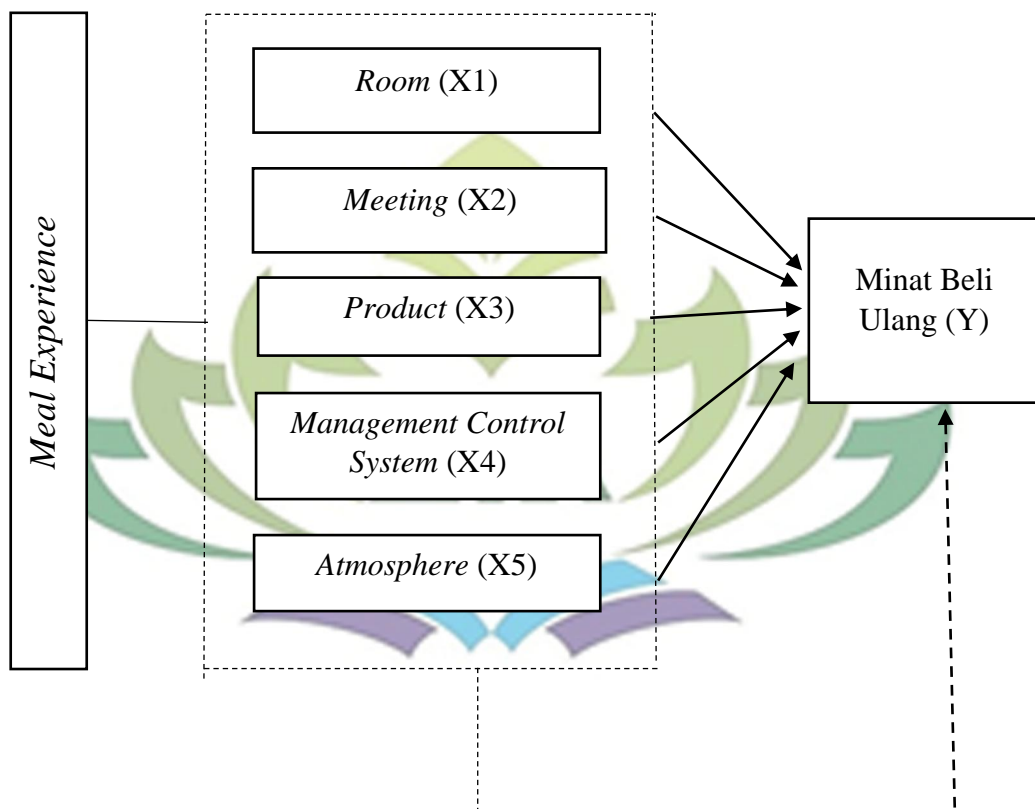 Meal Experience
Room (X1)
Meeting (X2)
Product (X3)
Management Control
System (X4)
Atmosphere (X5)
Minat Beli
Ulang (Y)